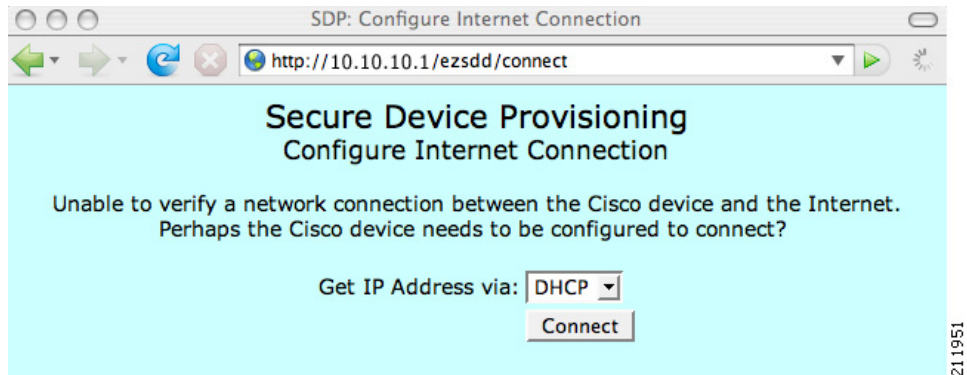 SDP: Configure Internet Connection
http://10.10.10.1/ezsdd/connect
Secure Device Provisioning
Configure Internet Connection
Unable to verify a network connection between the Cisco device and the Internet.
Perhaps the Cisco device needs to be configured to connect?
Get IP Address via: DHCP
Connect
211951